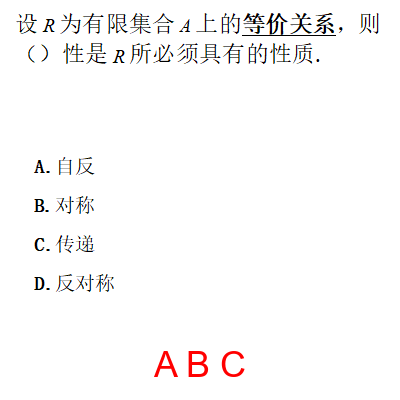 设 R 为有限集合 A 上的等价关系，则
（）性是 R 所必须具有的性质.
A. 自反
B. 对称
C. 传递
D. 反对称
A B C